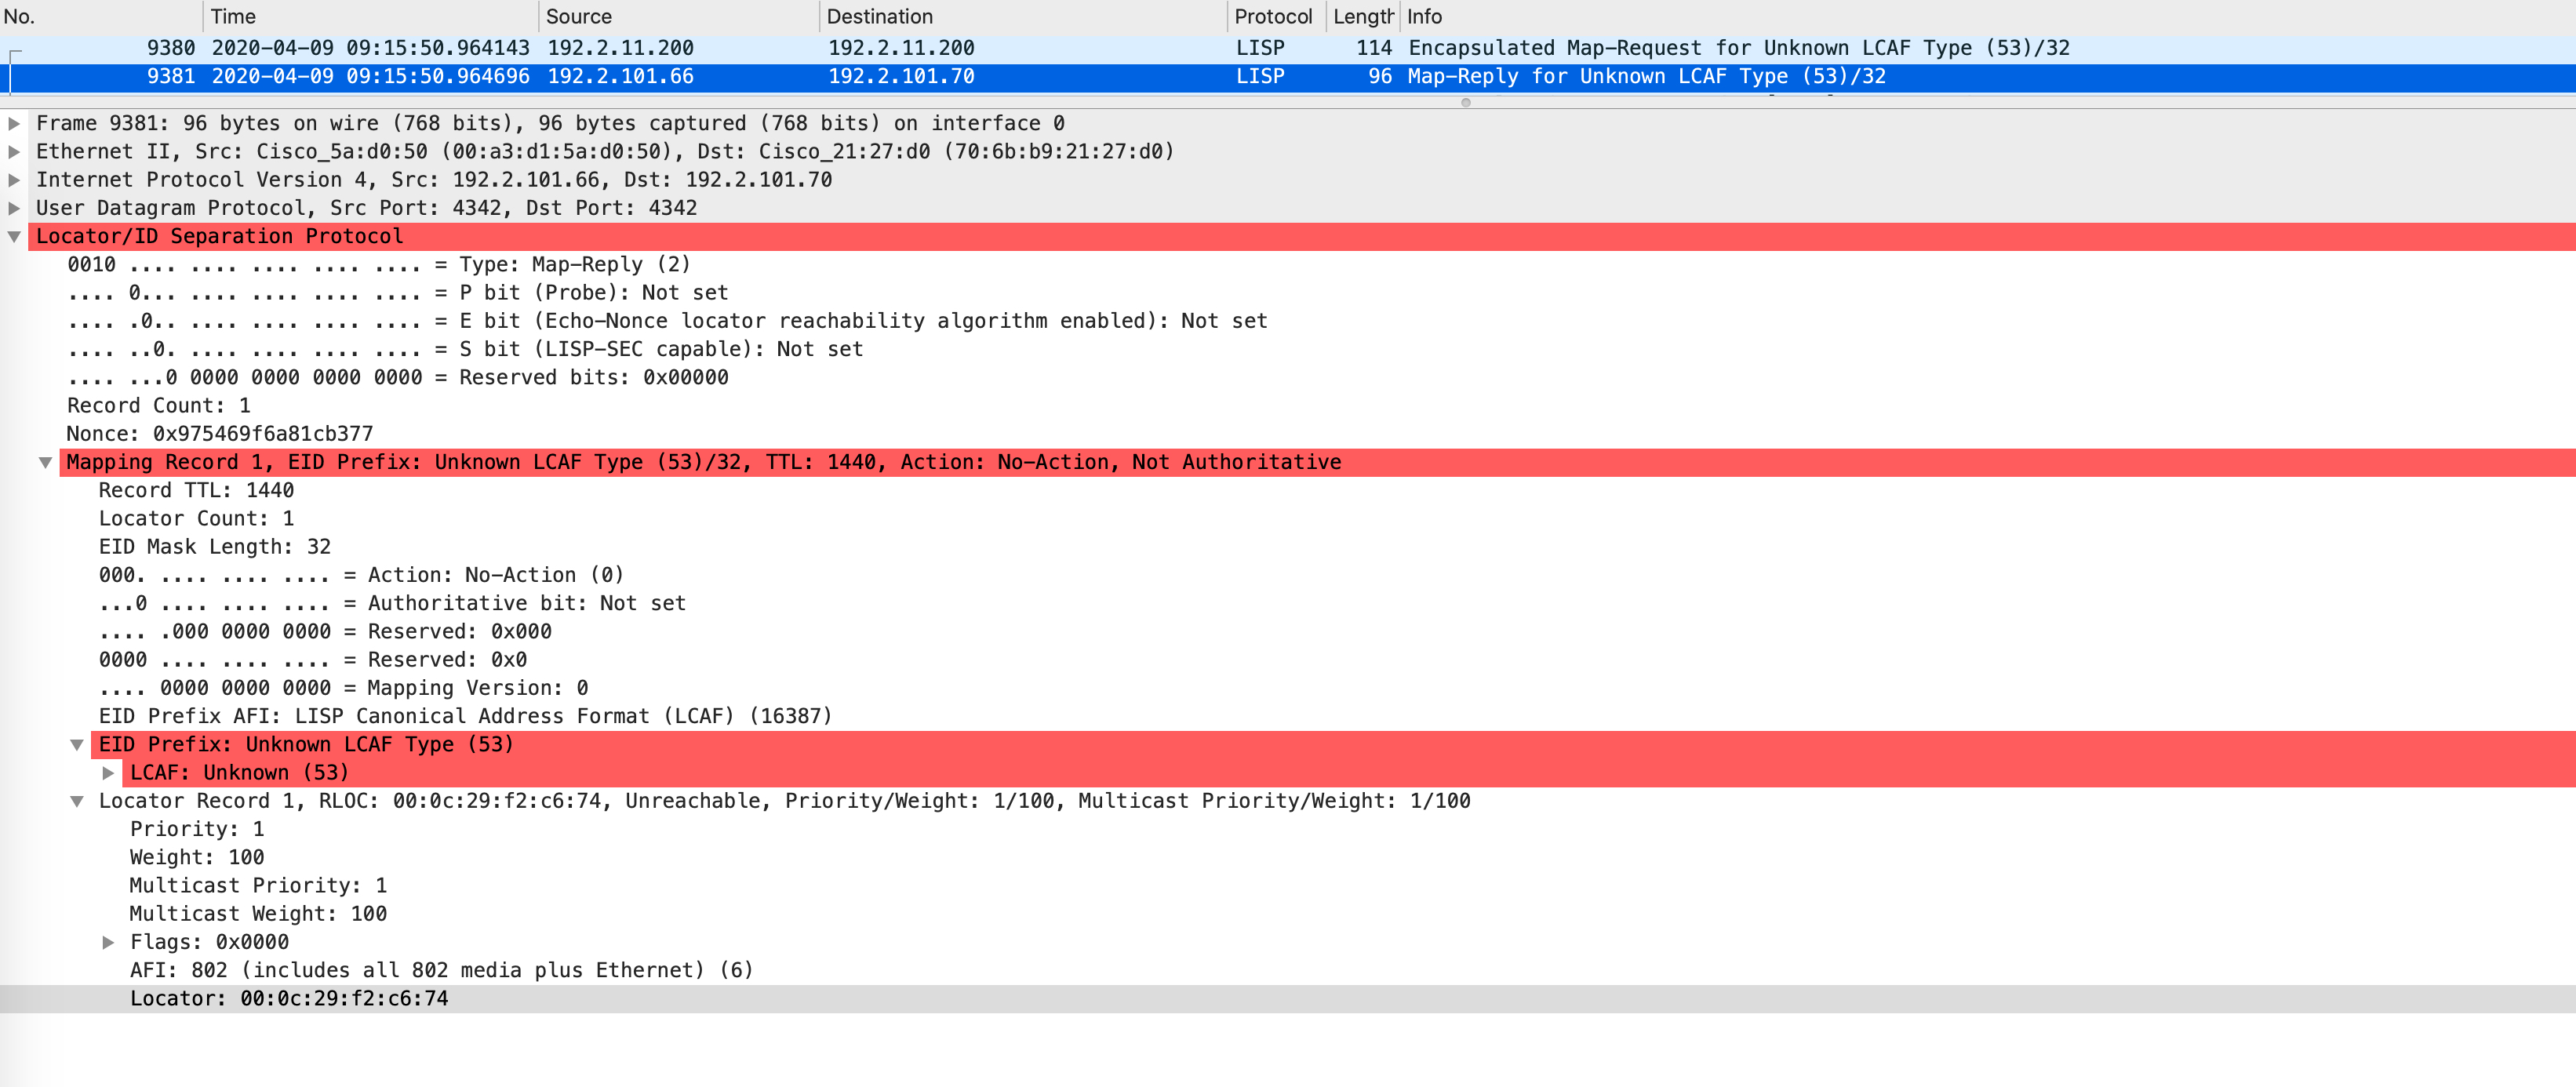 No. Time Source Destination Protocol Length Info
9380 2020-04-09 09:15:50.964143 192.2.11.200 192.2.11.200 LISP 114 Encapsulated Map-Request for Unknown LCAF Type (53)/32
9381 2020-04-09 09:15:50.964696 192.2.101.66 192.2.101.70 LISP 96 Map-Reply for Unknown LCAF Type (53)/32
Frame 9381: 96 bytes on wire (768 bits), 96 bytes captured (768 bits) on interface 0
Ethernet II, Src: Cisco_5a:d0:50 (00:a3:d1:5a:d0:50), Dst: Cisco_21:27:d0 (70:6b:b9:21:27:d0)
Internet Protocol Version 4, Src: 192.2.101.66, Dst: 192.2.101.70
User Datagram Protocol, Src Port: 4342, Dst Port: 4342
Locator/ID Separation Protocol
0010 .... .... .... .... .... = Type: Map-Reply (2)
.... 0... .... .... .... .... = P bit (Probe): Not set
.... .0.. .... .... .... .... = E bit (Echo-Nonce locator reachability algorithm enabled): Not set
.... ..0. .... .... .... .... = S bit (LISP-SEC capable): Not set
.... ...0 0000 0000 0000 0000 = Reserved bits: 0x00000
Record Count: 1
Nonce: 0x975469f6a81cb377
Mapping Record 1, EID Prefix: Unknown LCAF Type (53)/32, TTL: 1440, Action: No-Action, Not Authoritative
Record TTL: 1440
Locator Count: 1
EID Mask Length: 32
000. .... .... .... = Action: No-Action (0)
...0 .... .... .... = Authoritative bit: Not set
.... .000 0000 0000 = Reserved: 0x000
0000 .... .... .... = Reserved: 0x0
.... 0000 0000 0000 = Mapping Version: 0
EID Prefix AFI: LISP Canonical Address Format (LCAF) (16387)
EID Prefix: Unknown LCAF Type (53)
LCAF: Unknown (53)
Locator Record 1, RLOC: 00:0c:29:f2:c6:74, Unreachable, Priority/Weight: 1/100, Multicast Priority/Weight: 1/100
Priority: 1
Weight: 100
Multicast Priority: 1
Multicast Weight: 100
Flags: 0x0000
AFI: 802 (includes all 802 media plus Ethernet) (6)
Locator: 00:0c:29:f2:c6:74